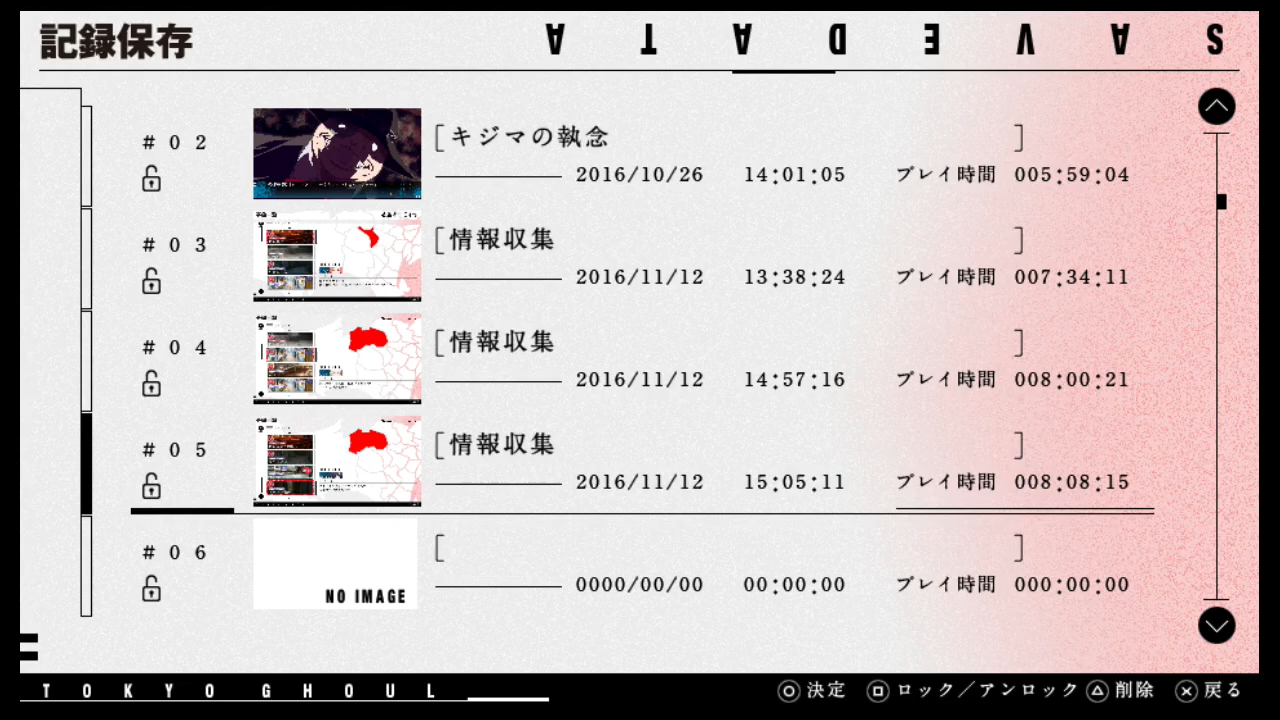 記録保存
SAVEDATA
#02
[キジマの執念]
2016/10/26 14:01:05 プレイ時間 005:59:04
#03
[情報収集]
2016/11/12 13:38:24 プレイ時間 007:34:11
#04
[情報収集]
2016/11/12 14:57:16 プレイ時間 008:00:21
#05
[情報収集]
2016/11/12 15:05:11 プレイ時間 008:08:15
#06
NO IMAGE
[ ]
0000/00/00 00:00:00 プレイ時間 000:00:00
TOKYO GHOUL
決定 ロック/アンロック 削除 戻る